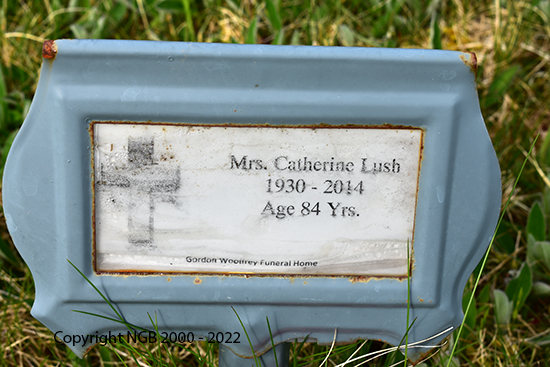 Mrs. Catherine Lush
1930 - 2014
Age 84 Yrs.
Gordon Woolfrey Funeral Home
Copyright NGB 2000 - 2022